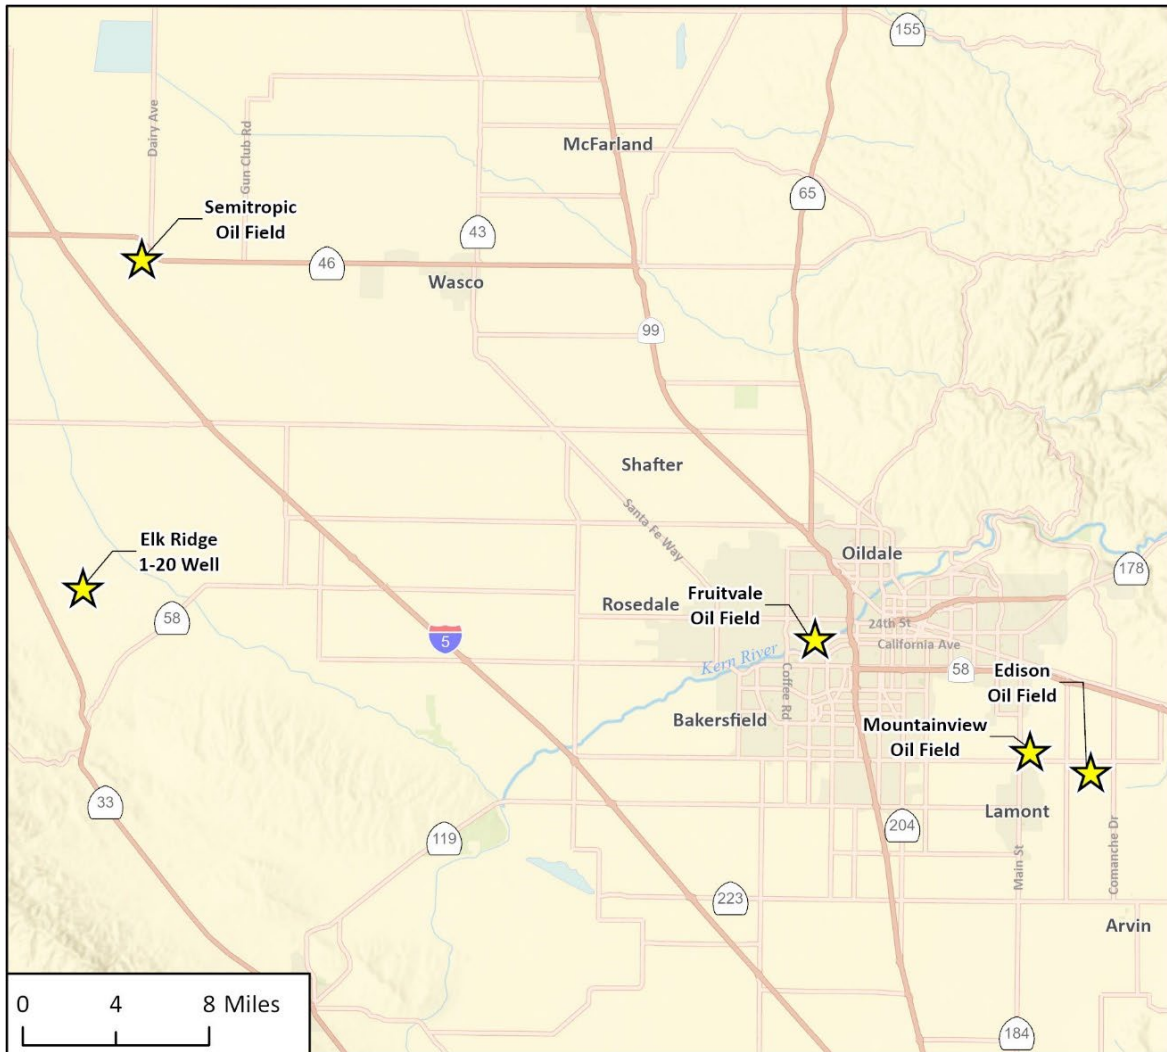 155
Dairy Ave
Gun Club Rd
McFarland
65
Semitropic
Oil Field
43
46
Wasco
99
Shafter
Santa Fe Way
Elk Ridge
1-20 Well
Oildale
178
Fruitvale
Oil Field
Rosedale
58
24th St
California Ave
5
Kern River
58
Edison
Oil Field
Coffee Rd
Bakersfield
Mountainview
Oil Field
33
Lamont
119
204
Main St
Comanche Dr
223
Arvin
0 4 8 Miles
184